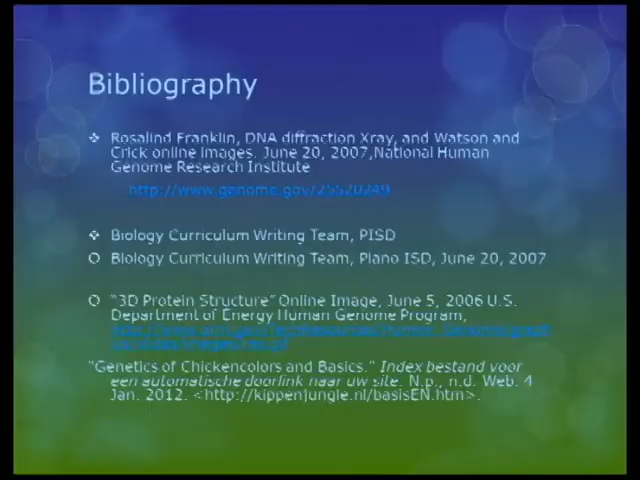 Bibliography
Rosalind Franklin, DNA diffraction Xray, and Watson and
Crick online images. June 20, 2007,National Human
Genome Research Institute
http://www.genome.gov/25520249
Biology Curriculum Writing Team, PISD
Biology Curriculum Writing Team, Plano ISD, June 20, 2007
"3D Protein Structure" Online Image, June 5, 2006 U.S.
Department of Energy Human Genome Program,
"Genetics of Chickencolors and Basics." Index bestand voor
een automatische doorlink naar uw site. N.p., n.d. Web. 4
Jan. 2012. <http://kippenjungle.nl/basisEN.htm>.